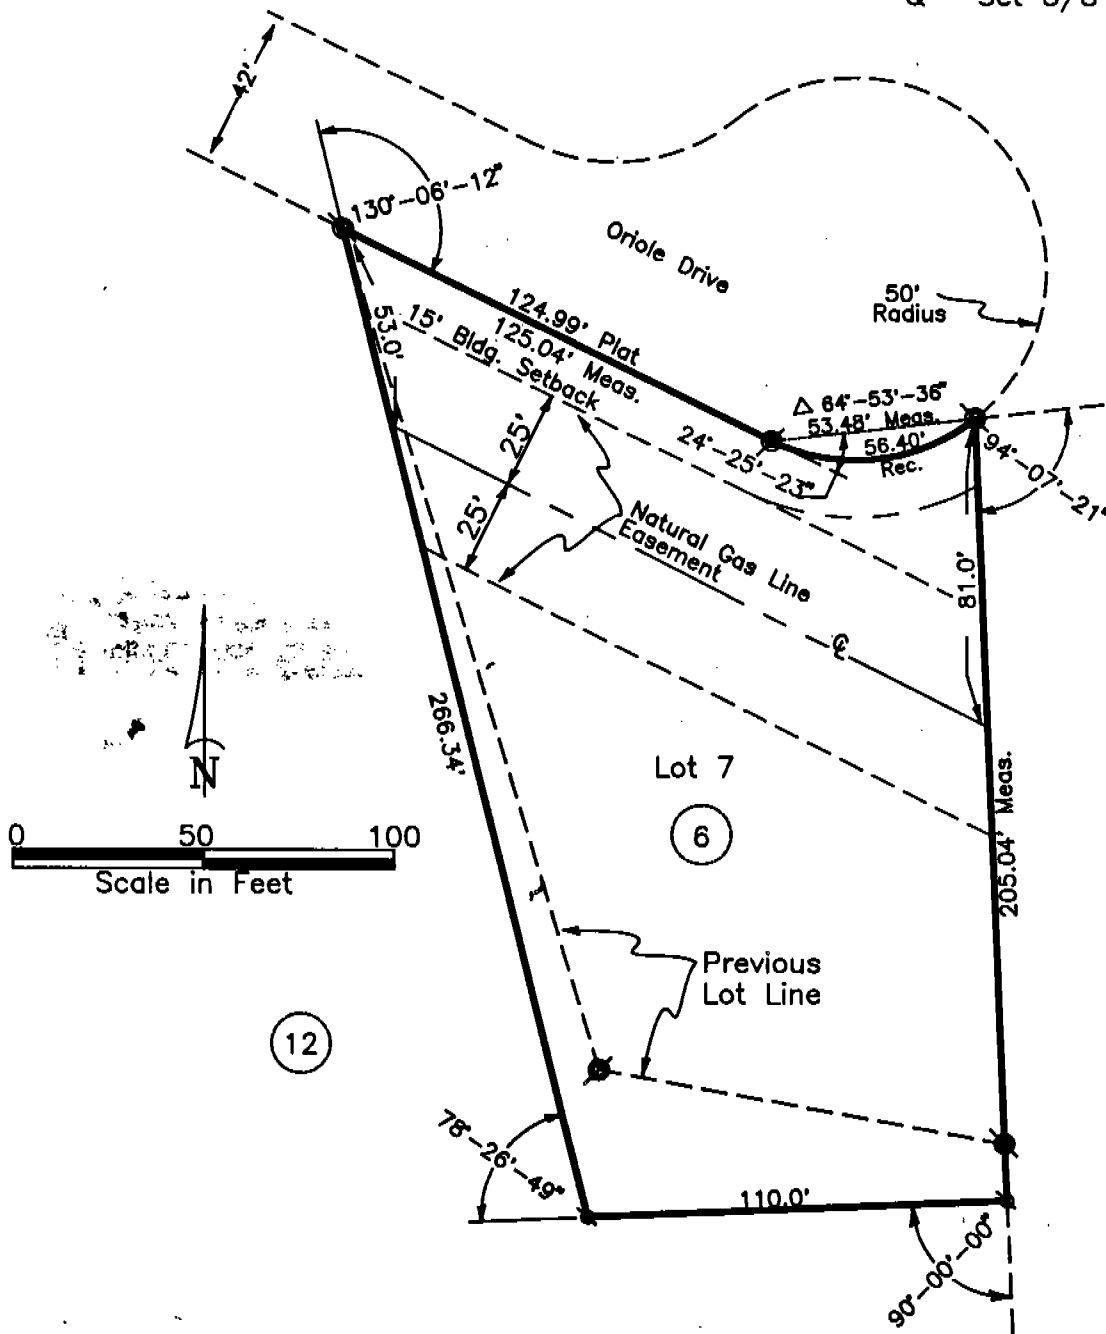 42'
130°-06'-12"
Oriole Drive
50'
Radius
124.99' Plat
125.04' Meas.
15' Bldg. Setback
53.0'
△ 64°-53'-36"
53.48' Meas.
56.40'
Rec.
24°-25'-23"
94°-07'-21"
25'
25'
Natural Gas Line
Easement
81.0'
℄
266.34'
Lot 7
6
205.04' Meas.
N
0 50 100
Scale in Feet
Previous
Lot Line
12
78°-26'-49"
110.0'
90°-00'-00"